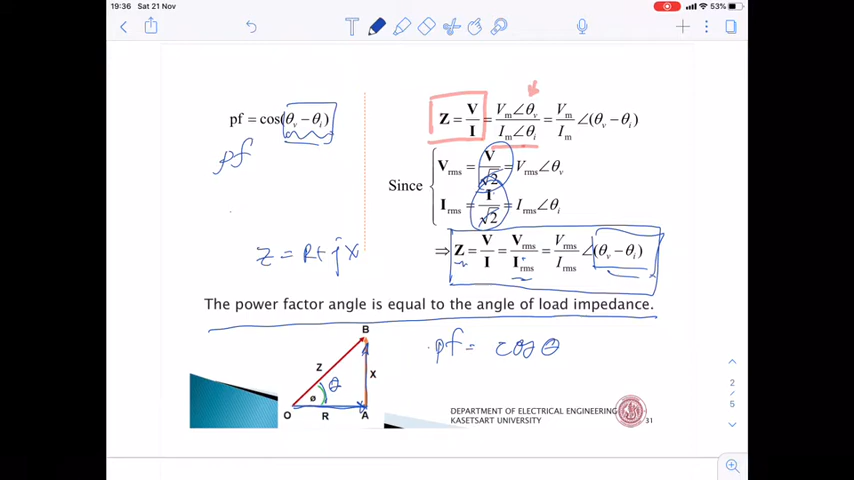 19:36 Sat 21 Nov
53%
pf = cos(θv − θi)
pf
Z = V/I = Vm∠θv / Im∠θi = Vm/Im ∠(θv − θi)
Since
Vrms = V/√2 = Vrms∠θv
Irms = I/√2 = Irms∠θi
Z = R + jX
⇒ Z = V/I = Vrms/Irms = Vrms/Irms ∠(θv − θi)
The power factor angle is equal to the angle of load impedance.
pf = cos θ
B
Z
θ
X
ø
O
R
A
2
/
5
DEPARTMENT OF ELECTRICAL ENGINEERING
KASETSART UNIVERSITY
31